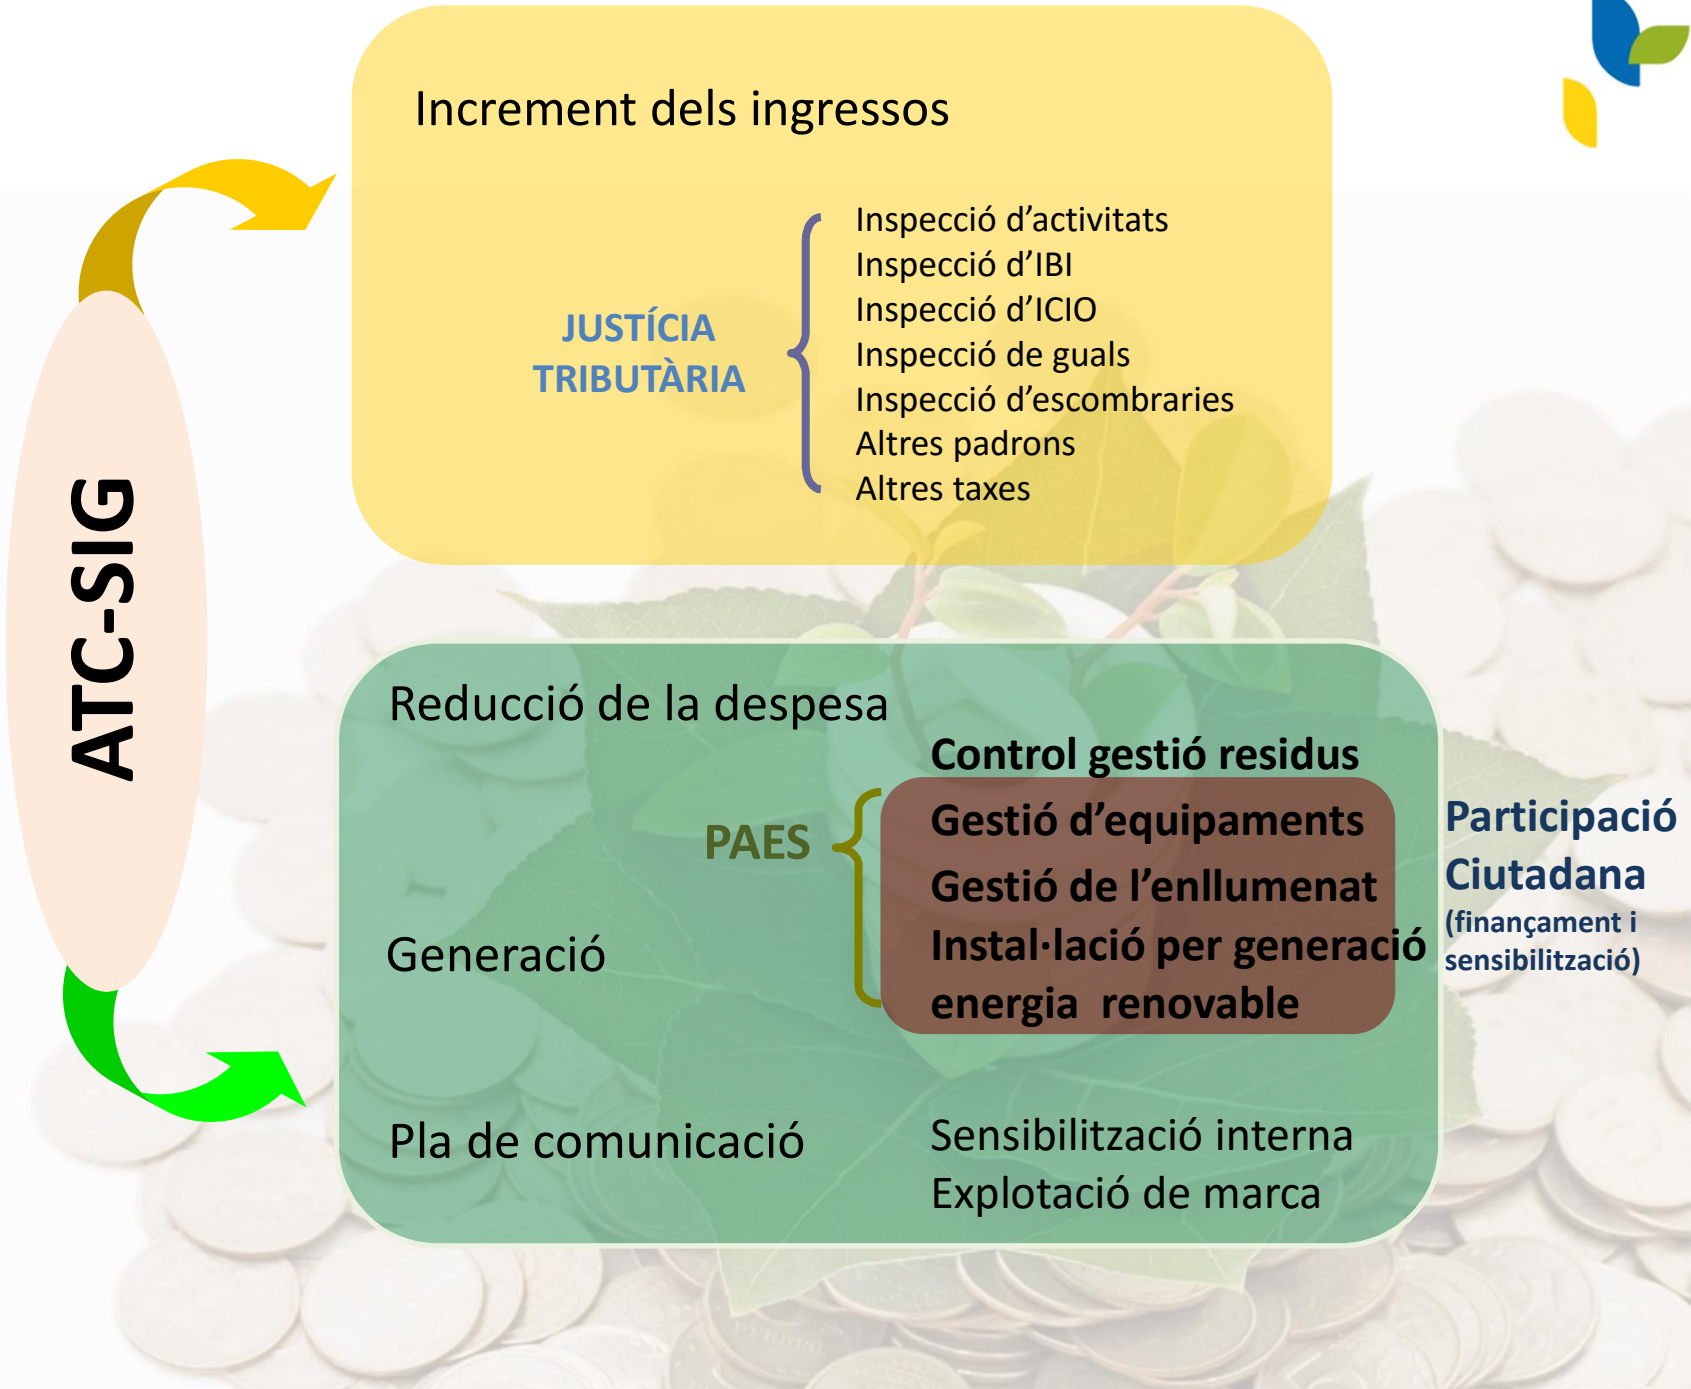 Increment dels ingressos
JUSTÍCIA
TRIBUTÀRIA
Inspecció d’activitats
Inspecció d’IBI
Inspecció d’ICIO
Inspecció de guals
Inspecció d’escombraries
Altres padrons
Altres taxes
ATC-SIG
Reducció de la despesa
Control gestió residus
PAES
Gestió d’equipaments
Gestió de l’enllumenat
Generació
Instal·lació per generació
energia renovable
Participació
Ciutadana
(finançament i
sensibilització)
Pla de comunicació
Sensibilització interna
Explotació de marca